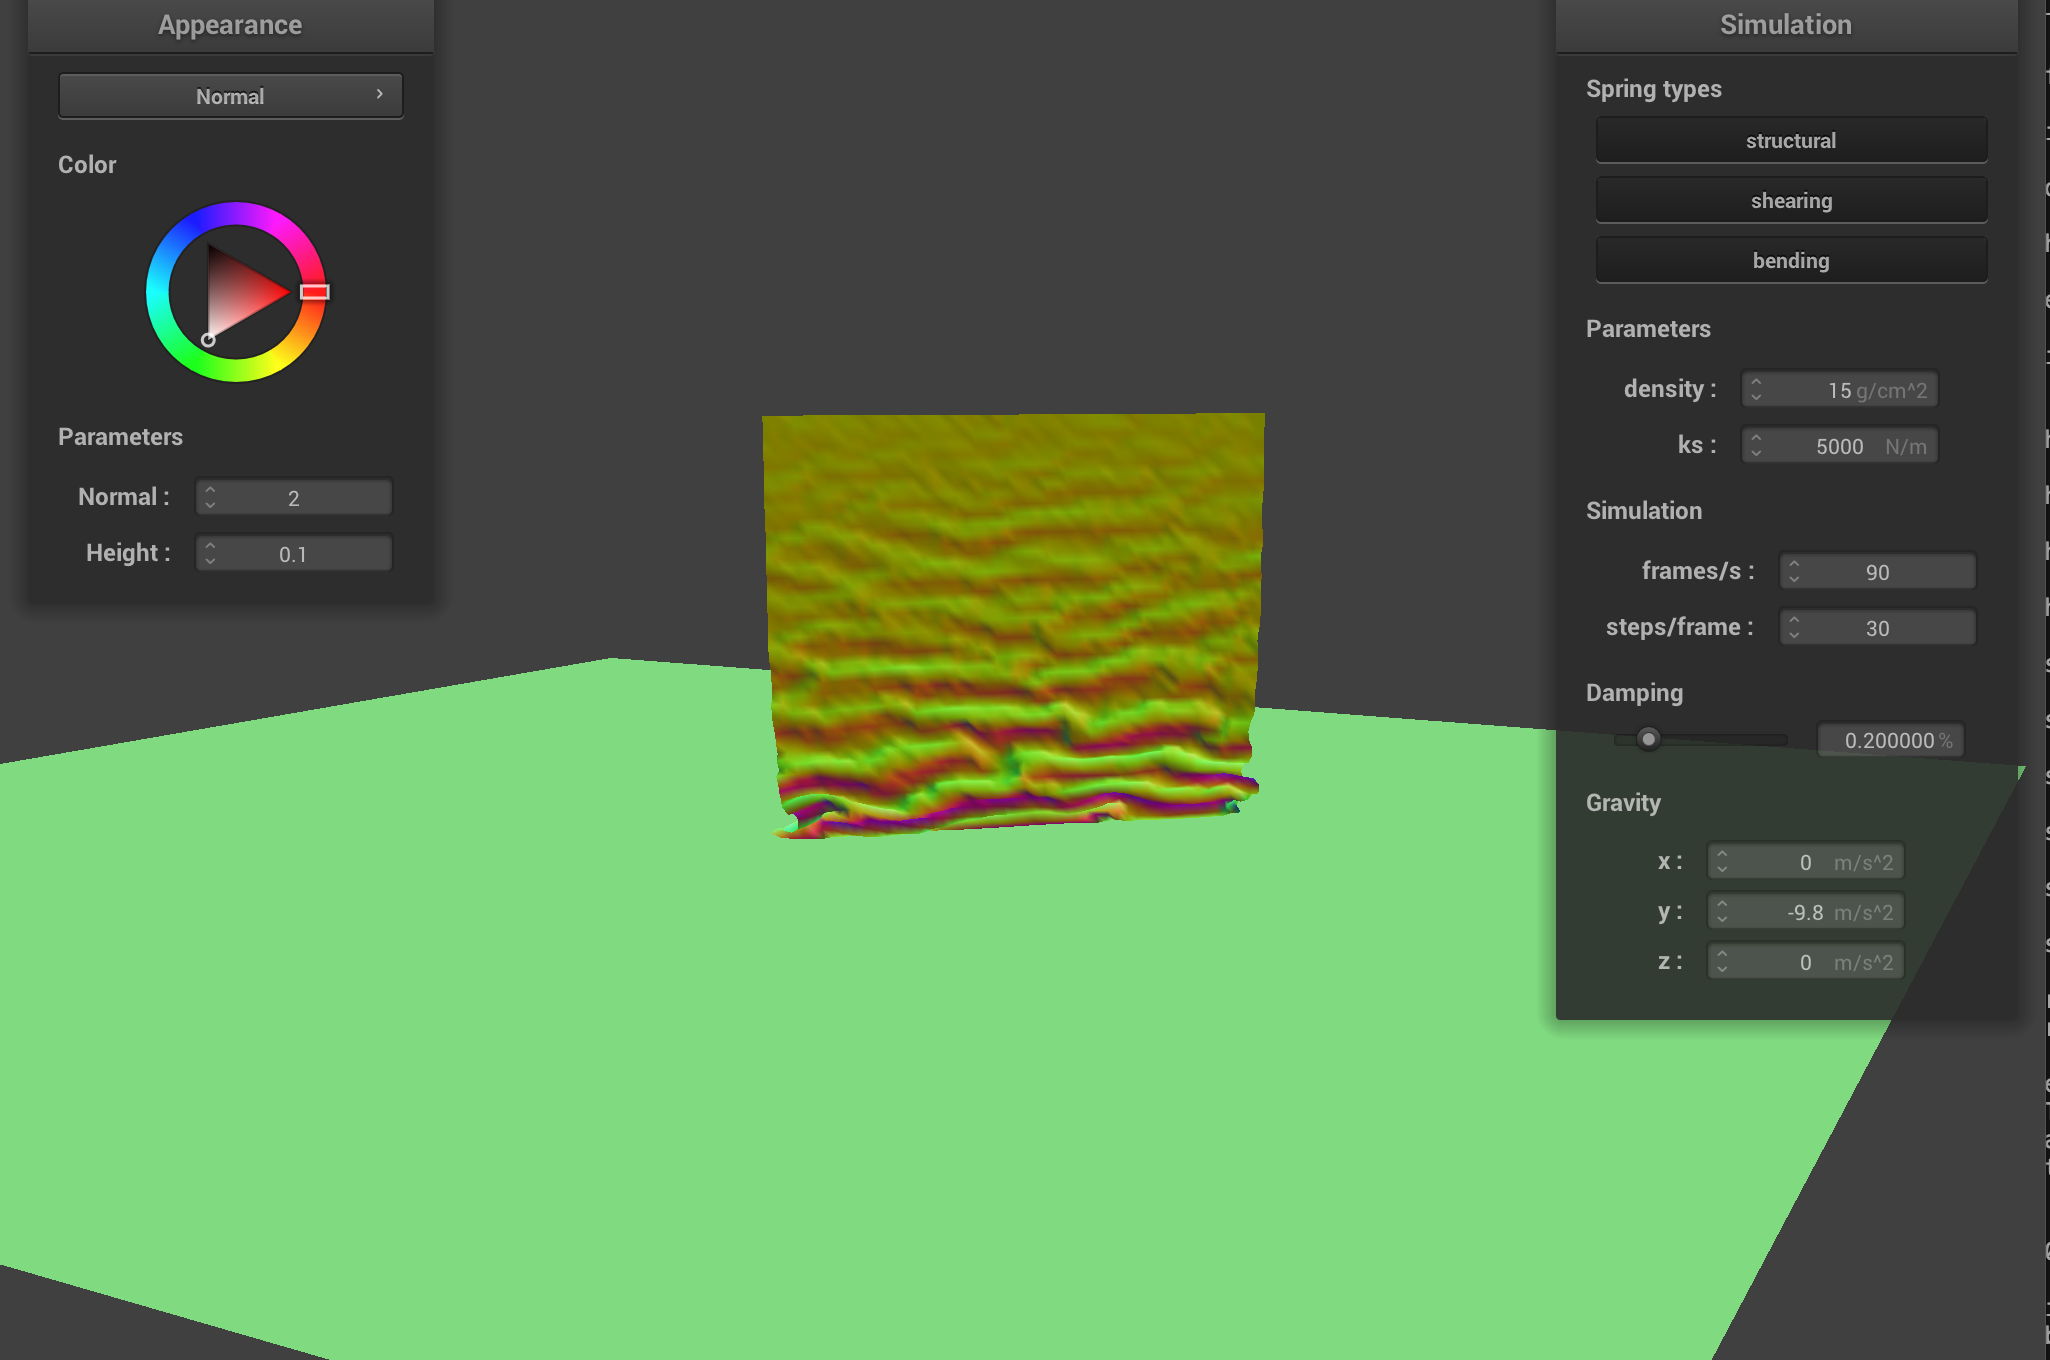 Appearance
Normal
Color
Parameters
Normal :
2
Height :
0.1
Simulation
Spring types
structural
shearing
bending
Parameters
density :
15 g/cm^2
ks :
5000 N/m
Simulation
frames/s :
90
steps/frame :
30
Damping
0.200000 %
Gravity
x :
0 m/s^2
y :
-9.8 m/s^2
z :
0 m/s^2